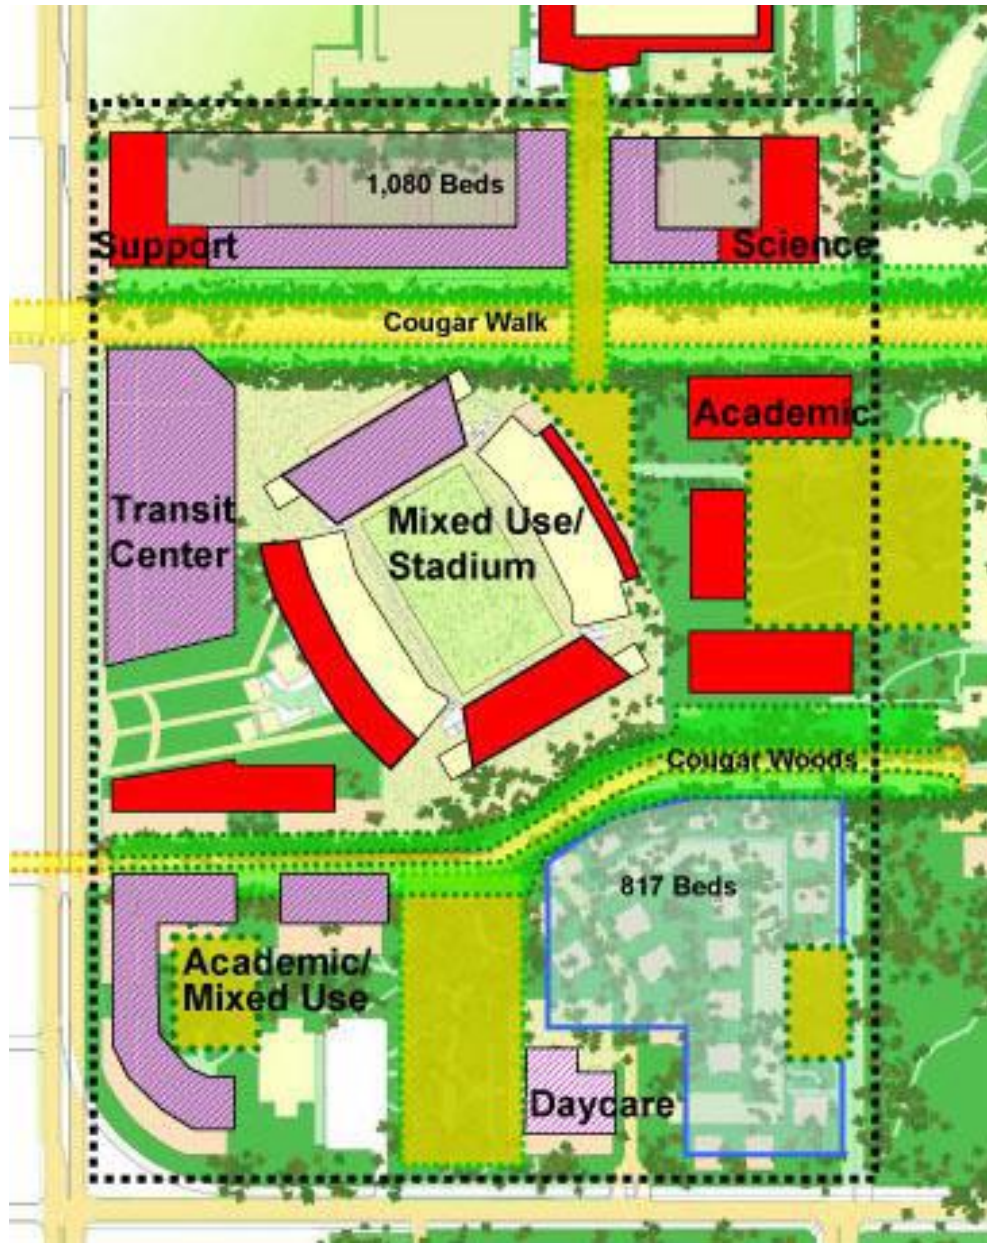 1,080 Beds
Support
Science
Cougar Walk
Academic
Transit
Center
Mixed Use/
Stadium
Cougar Woods
817 Beds
Academic/
Mixed Use
Daycare